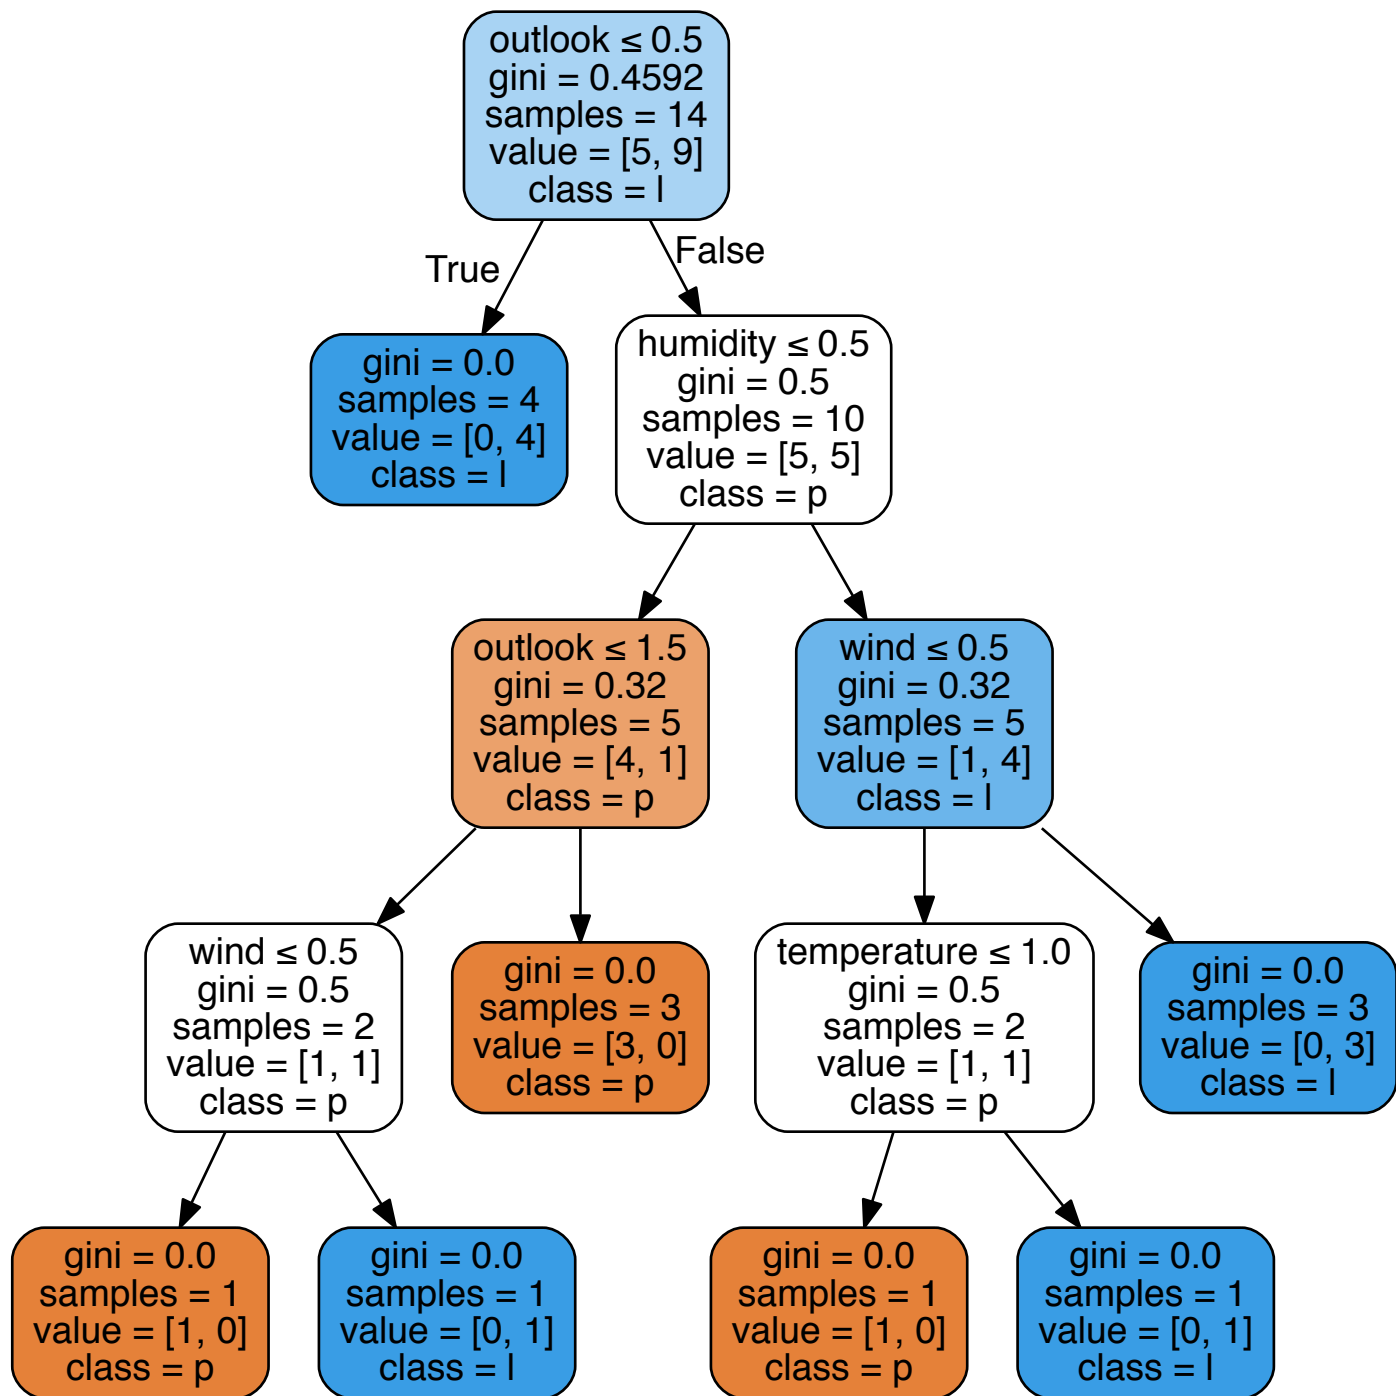 outlook ≤ 0.5
gini = 0.4592
samples = 14
value = [5, 9]
class = l
True
False
gini = 0.0
samples = 4
value = [0, 4]
class = l
humidity ≤ 0.5
gini = 0.5
samples = 10
value = [5, 5]
class = p
outlook ≤ 1.5
gini = 0.32
samples = 5
value = [4, 1]
class = p
wind ≤ 0.5
gini = 0.32
samples = 5
value = [1, 4]
class = l
wind ≤ 0.5
gini = 0.5
samples = 2
value = [1, 1]
class = p
gini = 0.0
samples = 3
value = [3, 0]
class = p
temperature ≤ 1.0
gini = 0.5
samples = 2
value = [1, 1]
class = p
gini = 0.0
samples = 3
value = [0, 3]
class = l
gini = 0.0
samples = 1
value = [1, 0]
class = p
gini = 0.0
samples = 1
value = [0, 1]
class = l
gini = 0.0
samples = 1
value = [1, 0]
class = p
gini = 0.0
samples = 1
value = [0, 1]
class = l